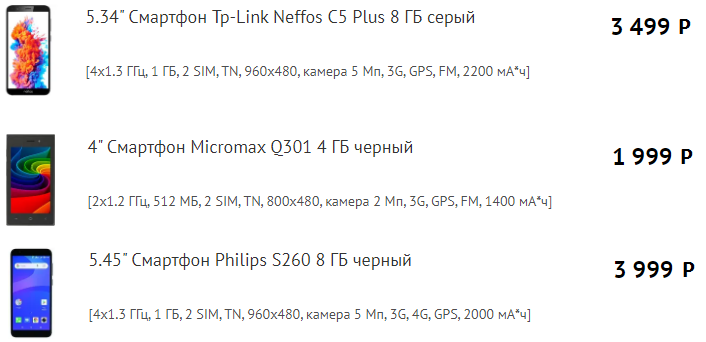 5.34" Смартфон Tp-Link Neffos C5 Plus 8 ГБ серый
3 499 Р
[4x1.3 ГГц, 1 ГБ, 2 SIM, TN, 960x480, камера 5 Мп, 3G, GPS, FM, 2200 мА*ч]
4" Смартфон Micromax Q301 4 ГБ черный
1 999 Р
[2x1.2 ГГц, 512 МБ, 2 SIM, TN, 800x480, камера 2 Мп, 3G, GPS, FM, 1400 мА*ч]
5.45" Смартфон Philips S260 8 ГБ черный
3 999 Р
[4x1.3 ГГц, 1 ГБ, 2 SIM, TN, 960x480, камера 5 Мп, 3G, 4G, GPS, 2000 мА*ч]